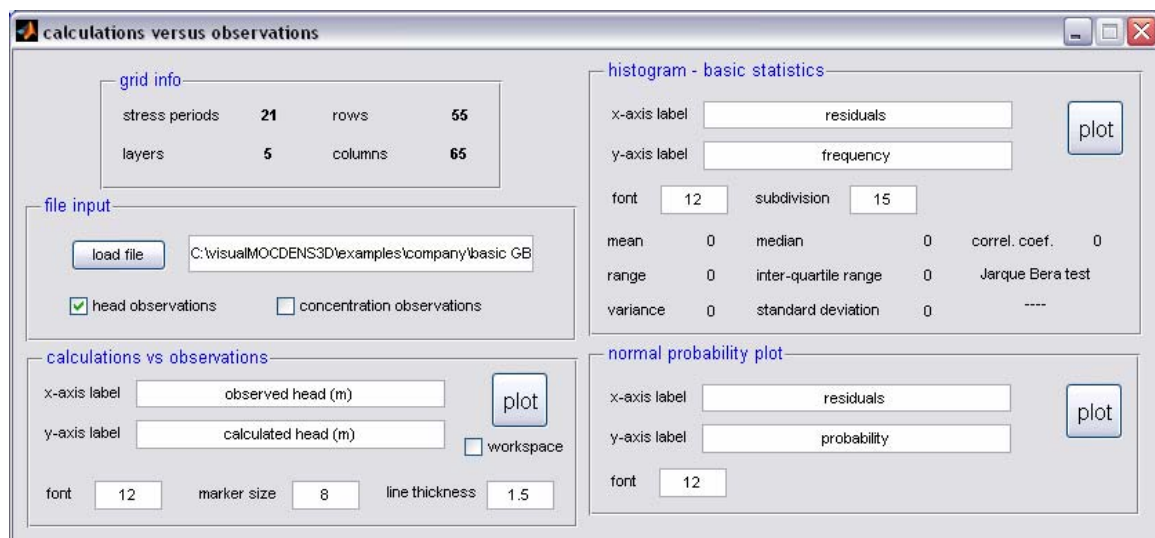 calculations versus observations
grid info
stress periods 21 rows 55
layers 5 columns 65
file input
load file C:\visualMOCDENS3D\examples\company\basic GB
head observations concentration observations
calculations vs observations
x-axis label observed head (m) plot
y-axis label calculated head (m)
workspace
font 12 marker size 8 line thickness 1.5
histogram - basic statistics
x-axis label residuals plot
y-axis label frequency
font 12 subdivision 15
mean 0 median 0 correl. coef. 0
range 0 inter-quartile range 0 Jarque Bera test
variance 0 standard deviation 0 ----
normal probability plot
x-axis label residuals plot
y-axis label probability
font 12